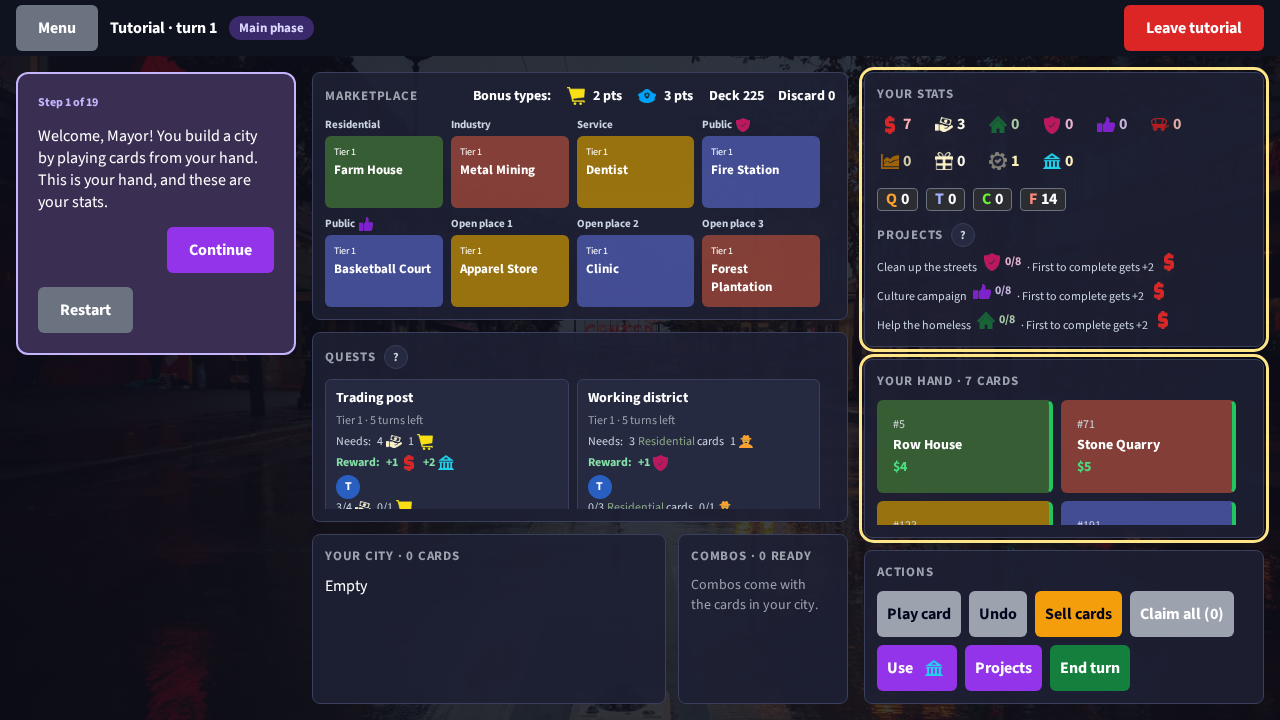 Menu
Tutorial · turn 1
Main phase
Leave tutorial
Step 1 of 19
Welcome, Mayor! You build a city
by playing cards from your hand.
This is your hand, and these are
your stats.
Continue
Restart
MARKETPLACE
Bonus types:
2 pts
3 pts
Deck 225
Discard 0
Residential
Industry
Service
Public
Tier 1
Farm House
Tier 1
Metal Mining
Tier 1
Dentist
Tier 1
Fire Station
Public
Open place 1
Open place 2
Open place 3
Tier 1
Basketball Court
Tier 1
Apparel Store
Tier 1
Clinic
Tier 1
Forest
Plantation
QUESTS ?
Trading post
Tier 1 · 5 turns left
Needs: 4 1
Reward: +1 +2
T
3/4 0/1
Working district
Tier 1 · 5 turns left
Needs: 3 Residential cards 1
Reward: +1
T
0/3 Residential cards 0/1
YOUR CITY · 0 CARDS
Empty
COMBOS · 0 READY
Combos come with
the cards in your city.
YOUR STATS
7 3 0 0 0 0
0 0 1 0
Q 0 T 0 C 0 F 14
PROJECTS ?
Clean up the streets 0/8 · First to complete gets +2
Culture campaign 0/8 · First to complete gets +2
Help the homeless 0/8 · First to complete gets +2
YOUR HAND · 7 CARDS
#5
Row House
$4
#71
Stone Quarry
$5
ACTIONS
Play card
Undo
Sell cards
Claim all (0)
Use
Projects
End turn